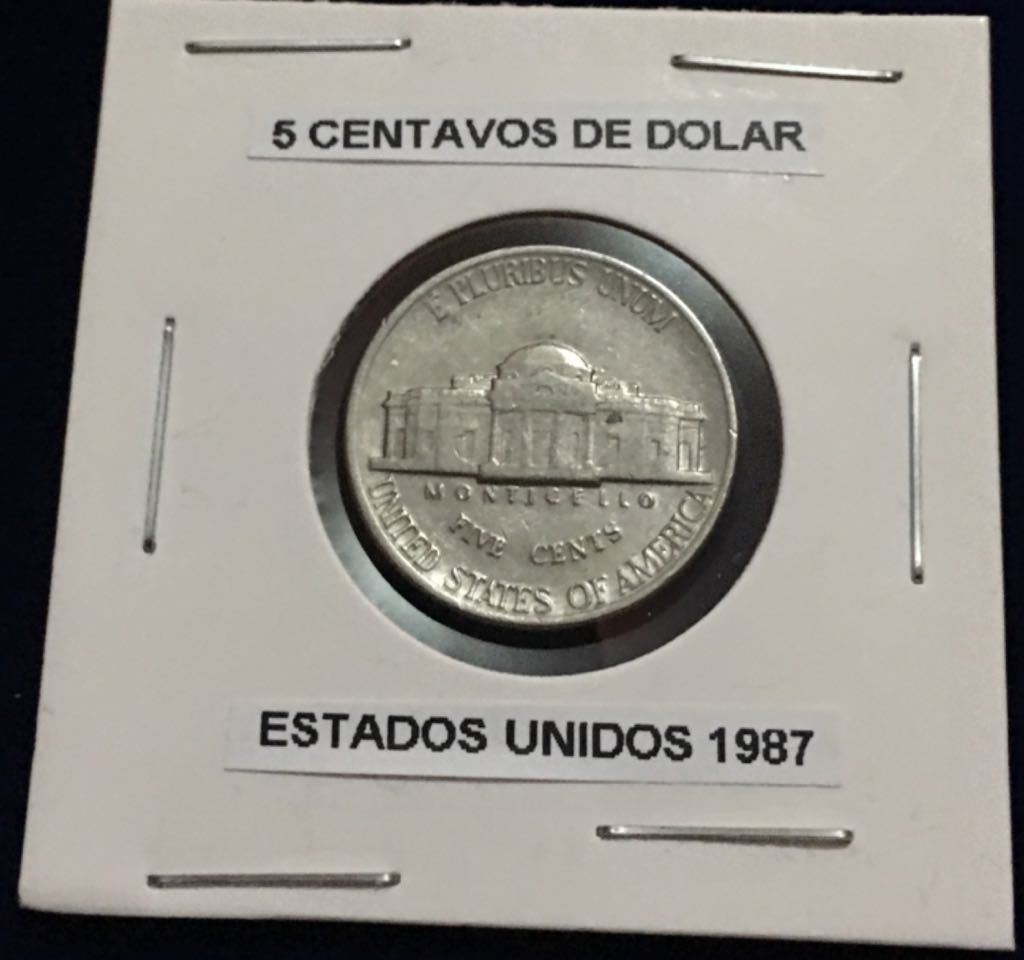 5 CENTAVOS DE DOLAR
E PLURIBUS UNUM
MONTICELLO
FIVE CENTS
UNITED STATES OF AMERICA
ESTADOS UNIDOS 1987